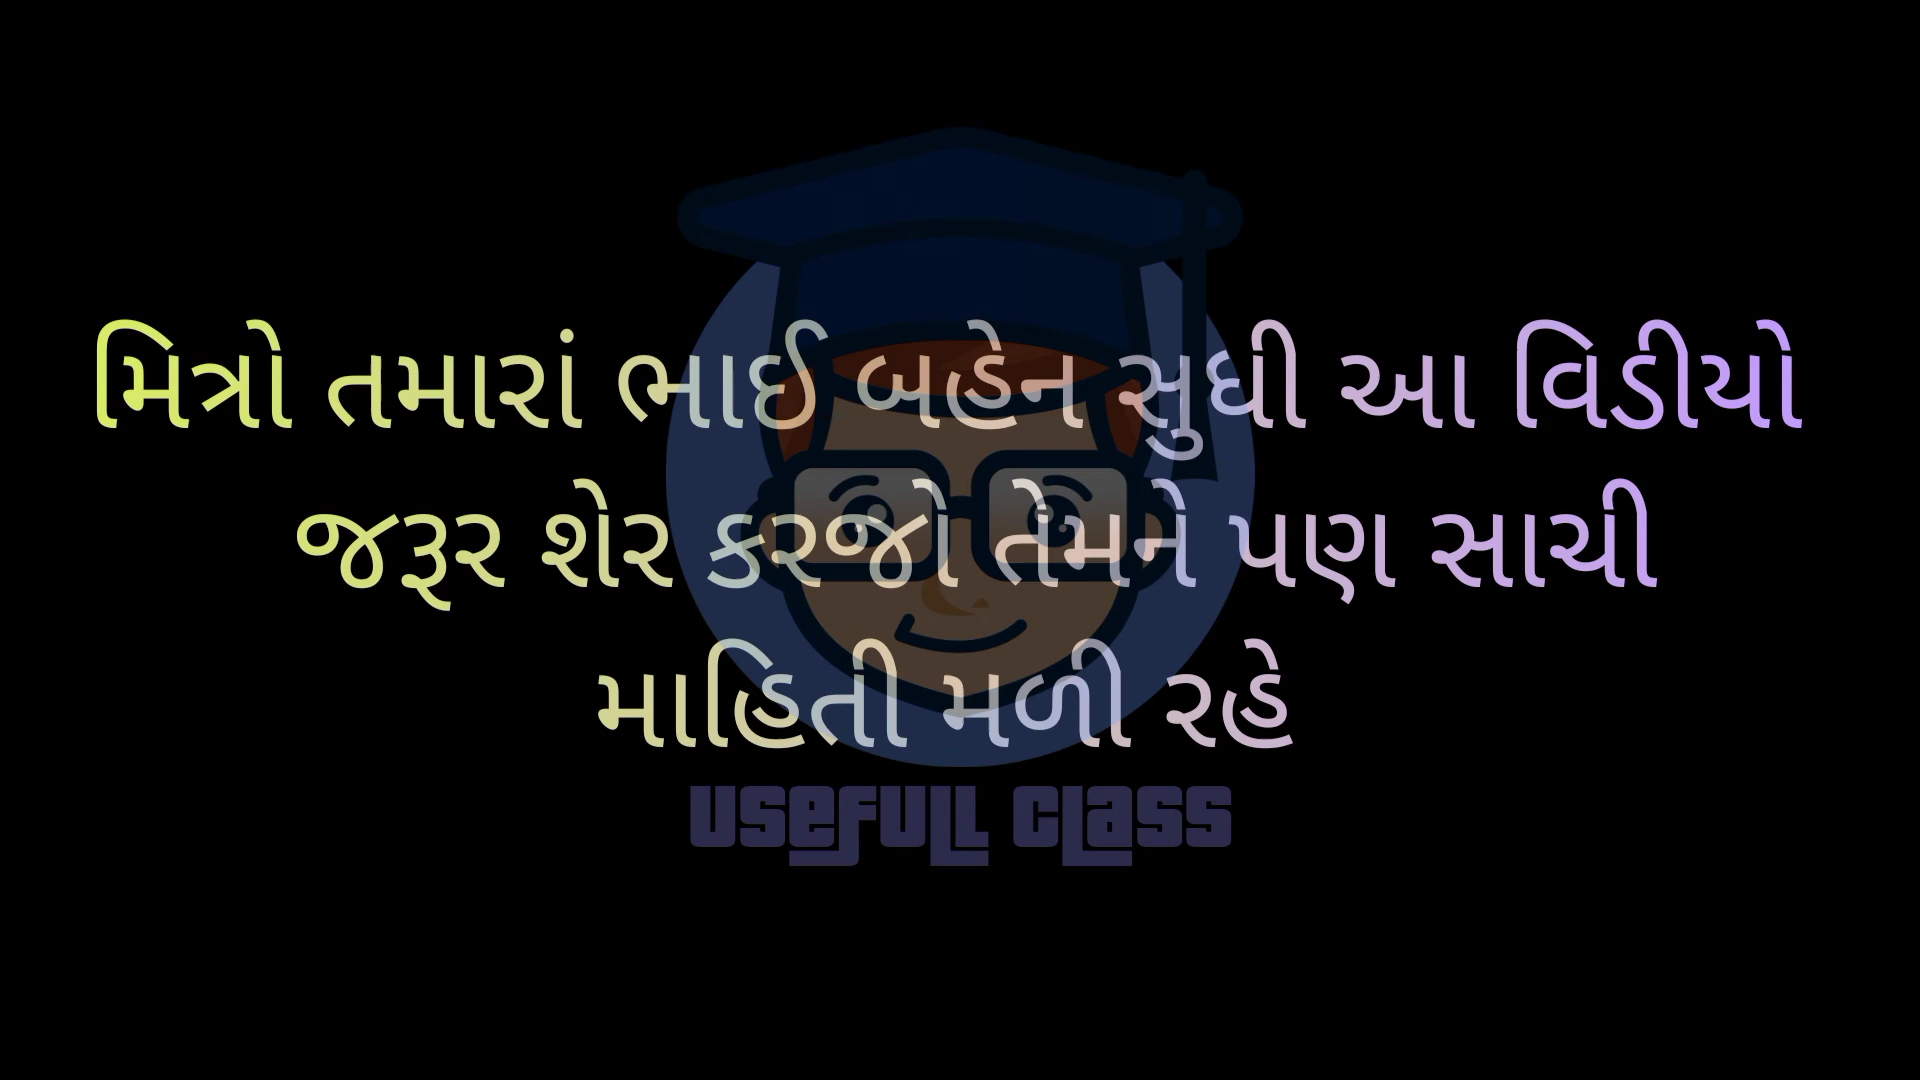 મિત્રો તમારાં ભાઈ બહેન સુધી આ વિડીયો
જરૂર શેર કરજો તેમને પણ સાચી
માહિતી મળી રહે
USEFULL CLASS